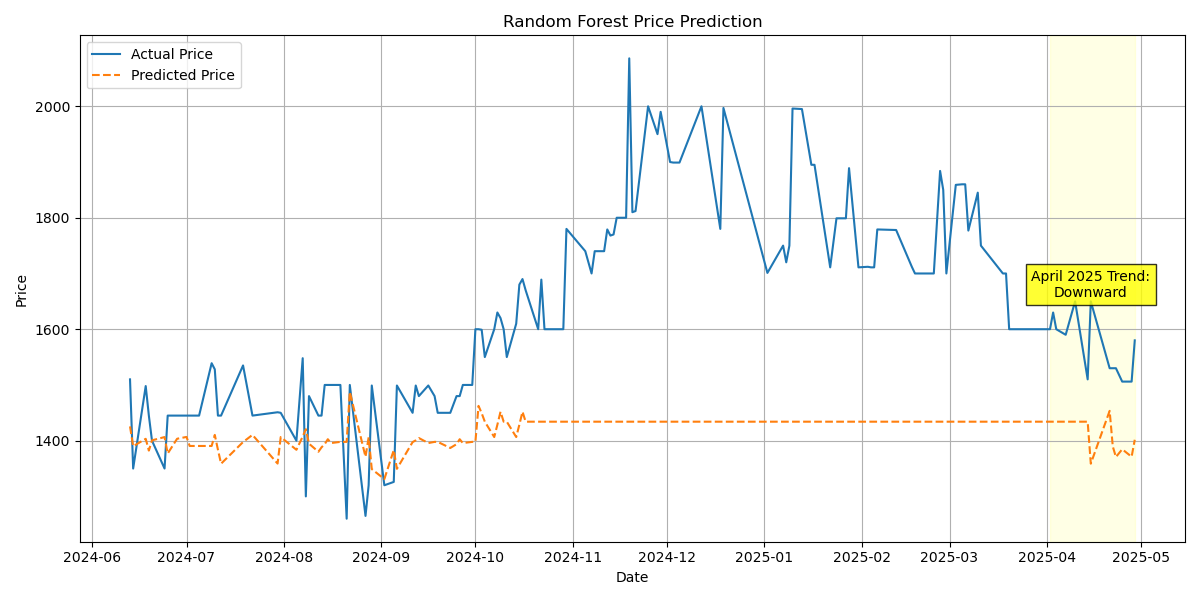 Random Forest Price Prediction
Actual Price
Predicted Price
April 2025 Trend:
Downward
Price
2000
1800
1600
1400
2024-06 2024-07 2024-08 2024-09 2024-10 2024-11 2024-12 2025-01 2025-02 2025-03 2025-04 2025-05
Date